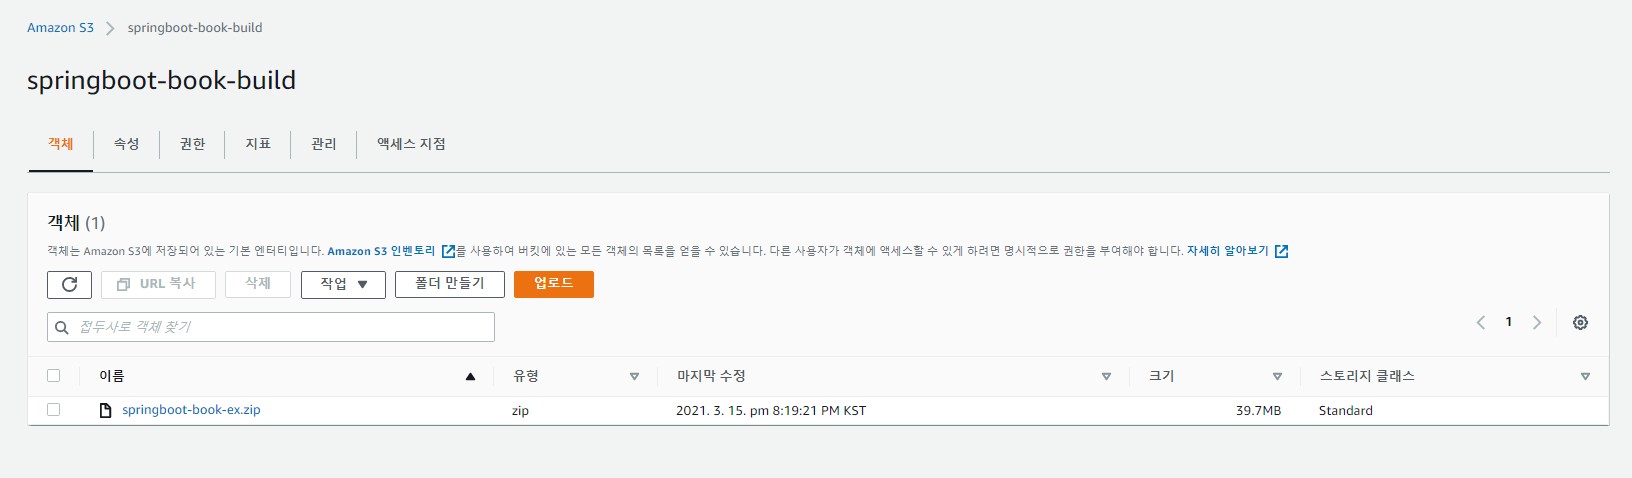 Amazon S3 springboot-book-build
springboot-book-build
객체 속성 권한 지표 관리 액세스 지점
객체 (1)
객체는 Amazon S3에 저장되어 있는 기본 엔터티입니다. Amazon S3 인벤토리 를 사용하여 버킷에 있는 모든 객체의 목록을 얻을 수 있습니다. 다른 사용자가 객체에 액세스할 수 있게 하려면 명시적으로 권한을 부여해야 합니다. 자세히 알아보기
URL 복사 삭제 작업 폴더 만들기 업로드
접두사로 객체 찾기 1
이름 유형 마지막 수정 크기 스토리지 클래스
springboot-book-ex.zip zip 2021. 3. 15. pm 8:19:21 PM KST 39.7MB Standard